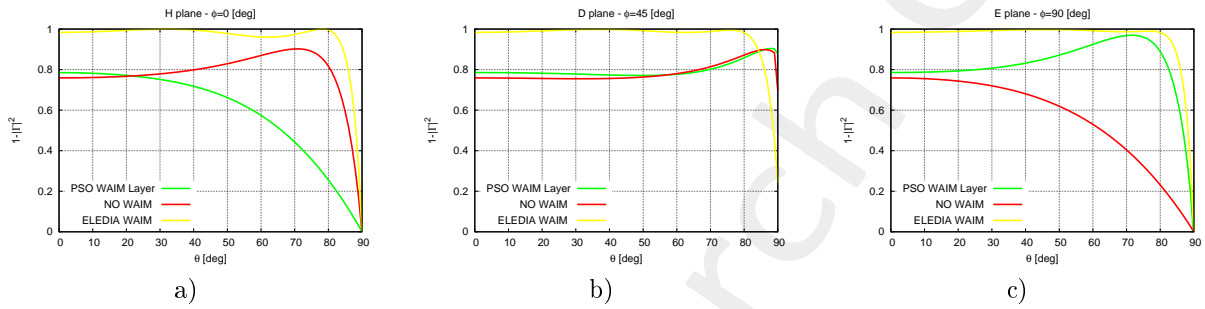 H plane - ϕ=0 [deg]
1-|Γ|²
1
0.8
0.6
0.4
0.2
0
PSO WAIM Layer
NO WAIM
ELEDIA WAIM
0 10 20 30 40 50 60 70 80 90
θ [deg]
a)
D plane - ϕ=45 [deg]
1-|Γ|²
1
0.8
0.6
0.4
0.2
0
PSO WAIM Layer
NO WAIM
ELEDIA WAIM
0 10 20 30 40 50 60 70 80 90
θ [deg]
b)
E plane - ϕ=90 [deg]
1-|Γ|²
1
0.8
0.6
0.4
0.2
0
PSO WAIM Layer
NO WAIM
ELEDIA WAIM
0 10 20 30 40 50 60 70 80 90
θ [deg]
c)